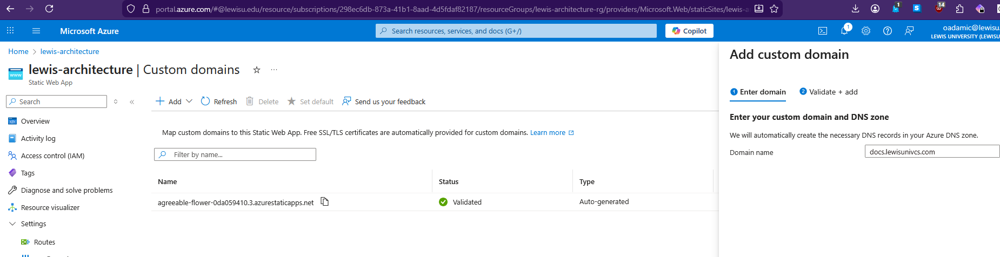 portal.azure.com/#@lewisu.edu/resource/subscriptions/298ec6db-873a-41b1-8aad-4d5fdaf82187/resourceGroups/lewis-architecture-rg/providers/Microsoft.Web/staticSites/lewis-a
1
S
14
Microsoft Azure
Search resources, services, and docs (G+/)
Copilot
1
oadamic@lewisu.
LEWIS UNIVERSITY (LEWISU
Home > lewis-architecture
www
lewis-architecture | Custom domains
Static Web App
Search
Overview
Activity log
Access control (IAM)
Tags
Diagnose and solve problems
Resource visualizer
Settings
Routes
Add
Refresh
Delete
Set default
Send us your feedback
Map custom domains to this Static Web App. Free SSL/TLS certificates are automatically provided for custom domains. Learn more
Filter by name...
Name Status Type
agreeable-flower-0da059410.3.azurestaticapps.net Validated Auto-generated
Add custom domain
1 Enter domain 2 Validate + add
Enter your custom domain and DNS zone
We will automatically create the necessary DNS records in your Azure DNS zone.
Domain name docs.lewisunivcs.com